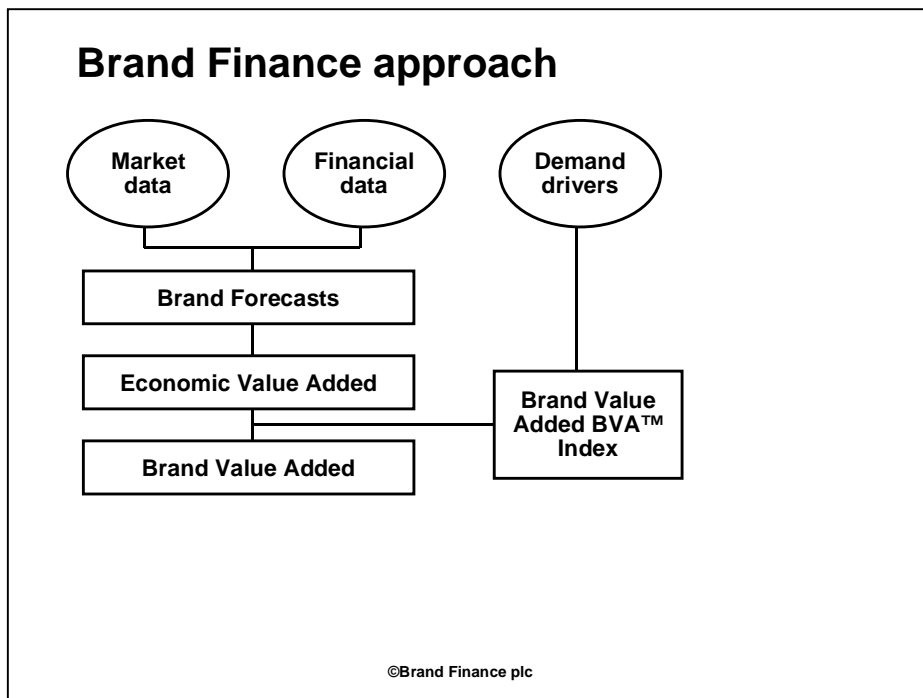 Brand Finance approach
Market
data
Financial
data
Demand
drivers
Brand Forecasts
Economic Value Added
Brand Value
Added BVA™
Index
Brand Value Added
©Brand Finance plc